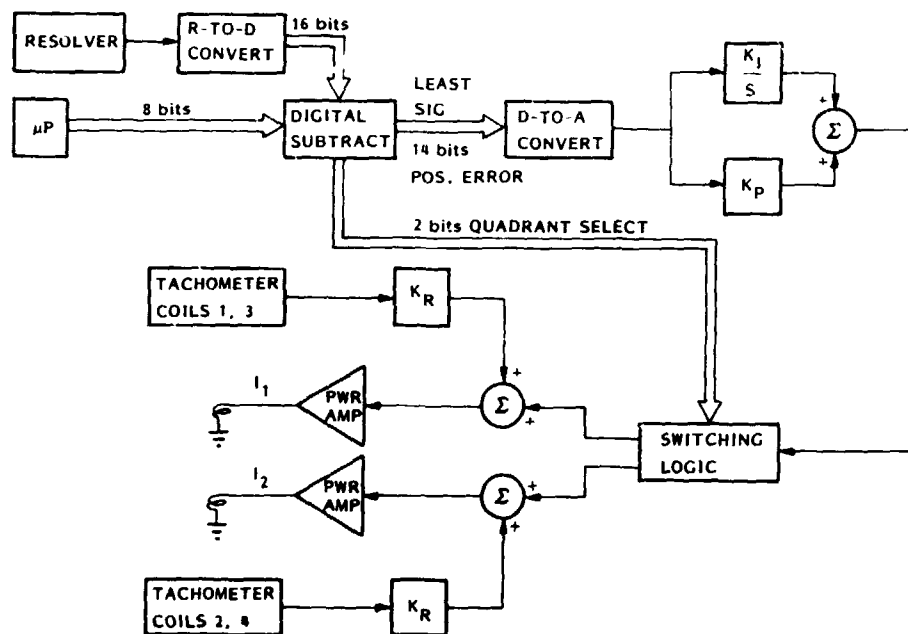 RESOLVER
R-TO-D
CONVERT
16 bits
μP
8 bits
DIGITAL
SUBTRACT
LEAST
SIG
14 bits
POS. ERROR
D-TO-A
CONVERT
K_I
S
K_P
+
Σ
+
2 bits QUADRANT SELECT
TACHOMETER
COILS 1, 3
K_R
+
Σ
+
I_1
PWR
AMP
SWITCHING
LOGIC
I_2
PWR
AMP
Σ
+
+
TACHOMETER
COILS 2, 4
K_R